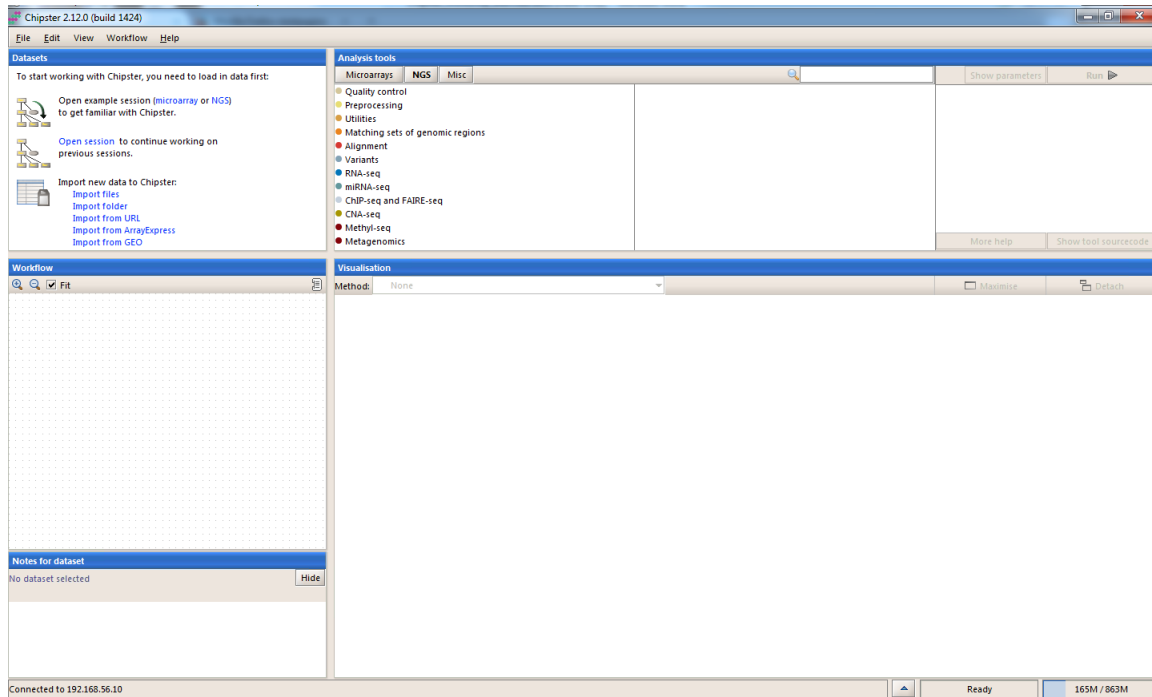 Chipster 2.12.0 (build 1424)
File Edit View Workflow Help
Datasets
To start working with Chipster, you need to load in data first:
Open example session (microarray or NGS)
to get familiar with Chipster.
Open session to continue working on
previous sessions.
Import new data to Chipster:
Import files
Import folder
Import from URL
Import from ArrayExpress
Import from GEO
Analysis tools
Microarrays NGS Misc
Show parameters Run
Quality control
Preprocessing
Utilities
Matching sets of genomic regions
Alignment
Variants
RNA-seq
miRNA-seq
ChIP-seq and FAIRE-seq
CNA-seq
Methyl-seq
Metagenomics
More help Show tool sourcecode
Workflow
Fit
Visualisation
Method: None Maximise Detach
Notes for dataset
No dataset selected Hide
Connected to 192.168.56.10 Ready 165M / 863M